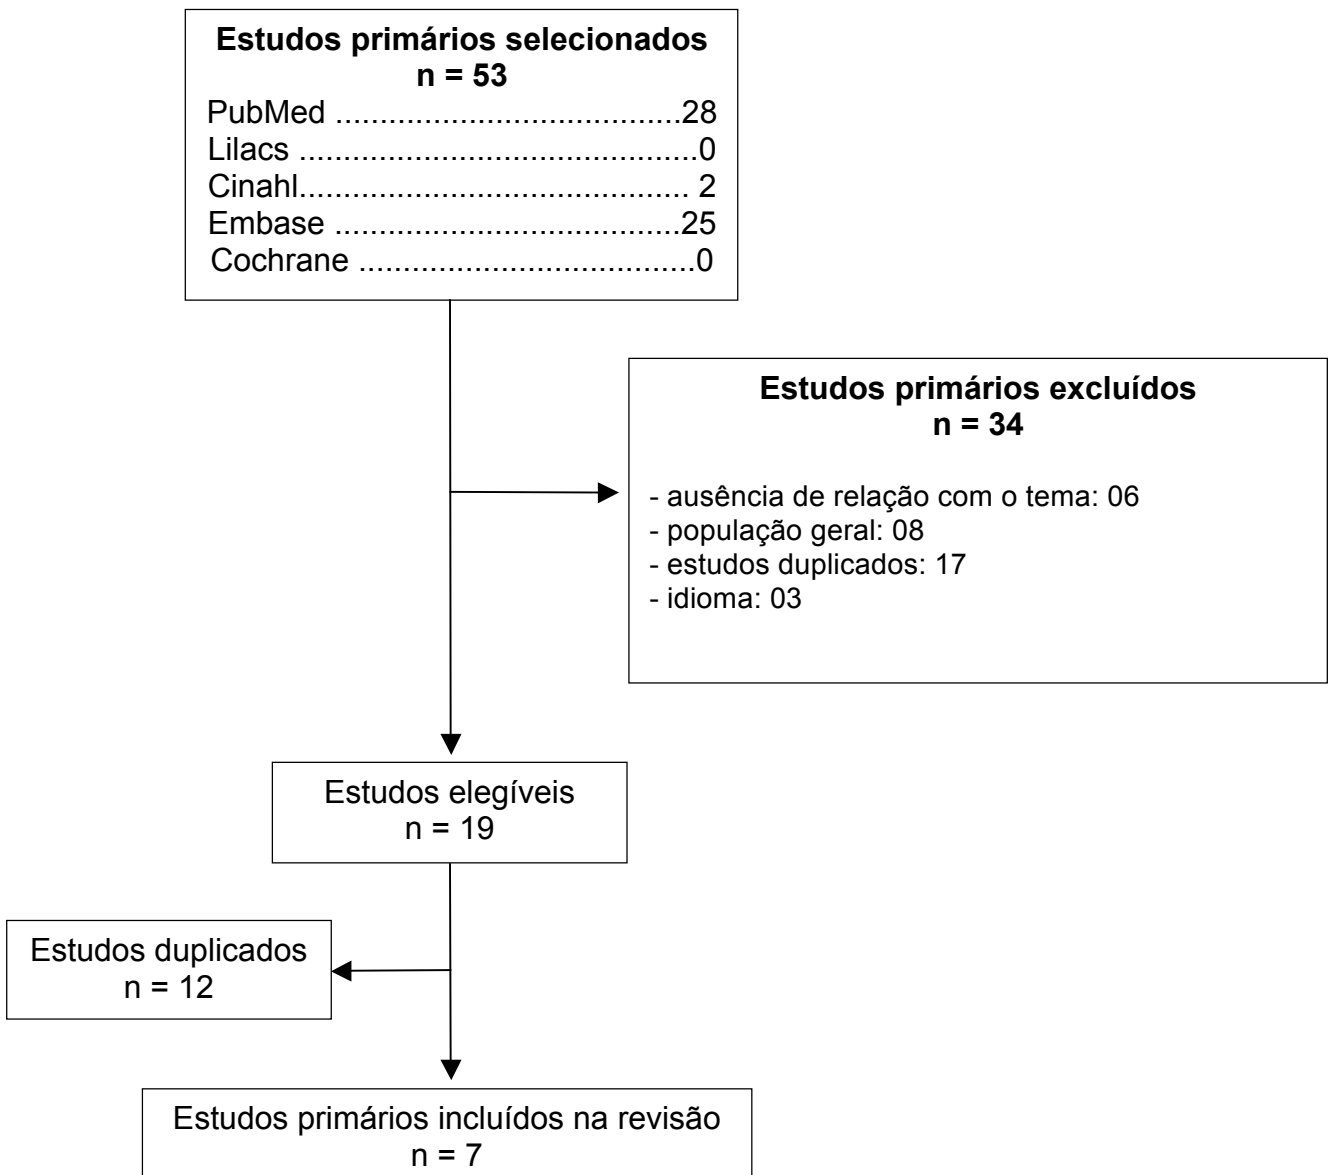 Estudos primários selecionados
n = 53
PubMed .......................................28
Lilacs .............................................0
Cinahl............................................ 2
Embase .......................................25
Cochrane ......................................0
Estudos primários excluídos
n = 34
- ausência de relação com o tema: 06
- população geral: 08
- estudos duplicados: 17
- idioma: 03
Estudos elegíveis
n = 19
Estudos duplicados
n = 12
Estudos primários incluídos na revisão
n = 7